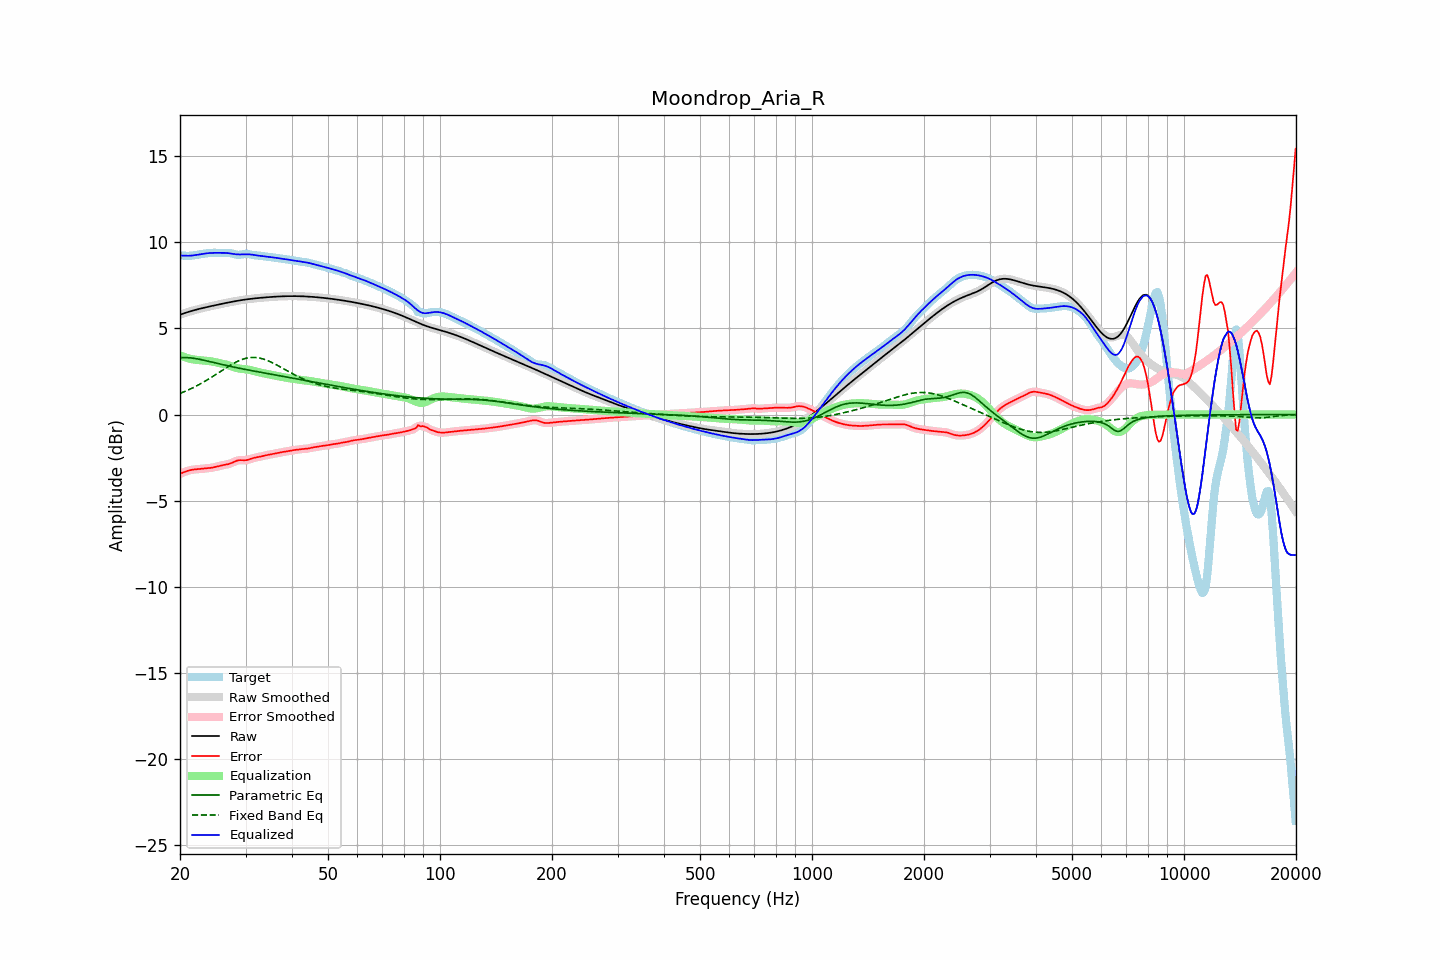 Moondrop_Aria_R
15
10
5
0
−5
−10
−15
−20
−25
Amplitude (dBr)
Target
Raw Smoothed
Error Smoothed
Raw
Error
Equalization
Parametric Eq
Fixed Band Eq
Equalized
20 50 100 200 500 1000 2000 5000 10000 20000
Frequency (Hz)